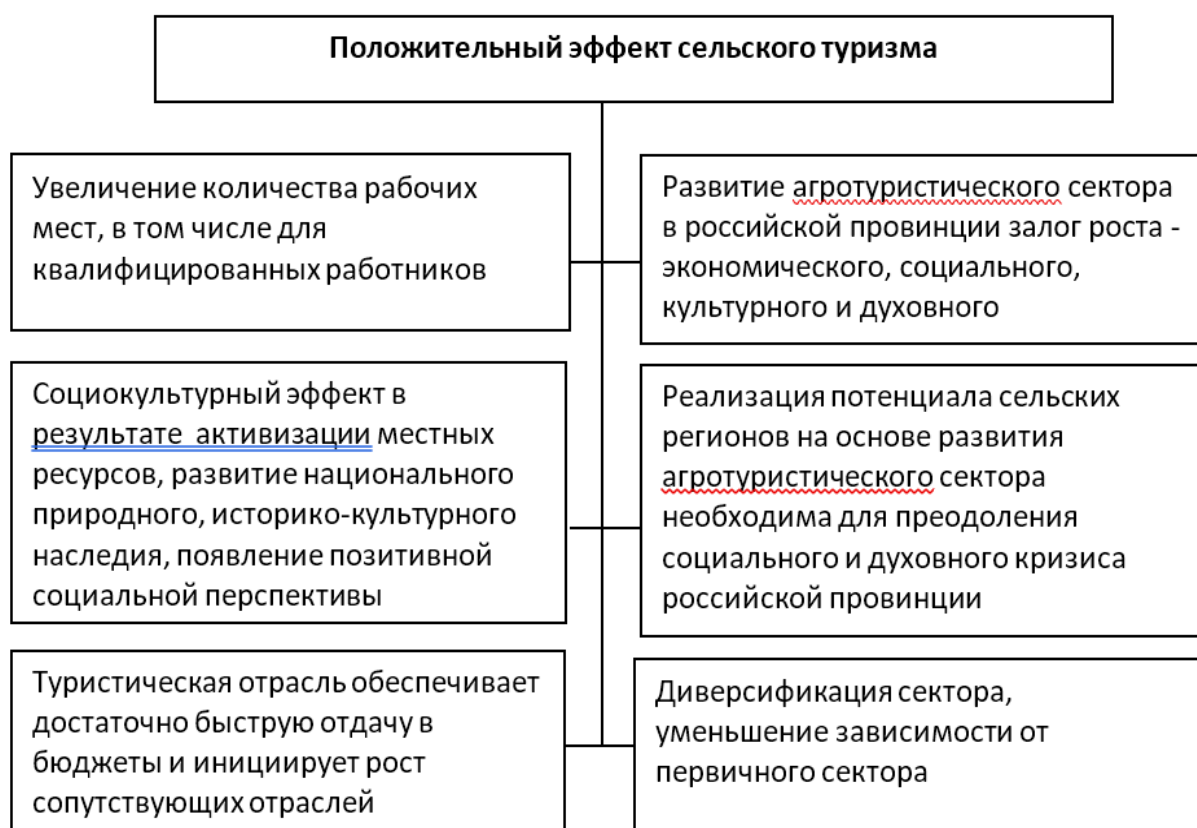 Положительный эффект сельского туризма
Увеличение количества рабочих
мест, в том числе для
квалифицированных работников
Развитие агротуристического сектора
в российской провинции залог роста -
экономического, социального,
культурного и духовного
Социокультурный эффект в
результате  активизации местных
ресурсов, развитие национального
природного, историко-культурного
наследия, появление позитивной
социальной перспективы
Реализация потенциала сельских
регионов на основе развития
агротуристического сектора
необходима для преодоления
социального и духовного кризиса
российской провинции
Туристическая отрасль обеспечивает
достаточно быструю отдачу в
бюджеты и инициирует рост
сопутствующих отраслей
Диверсификация сектора,
уменьшение зависимости от
первичного сектора